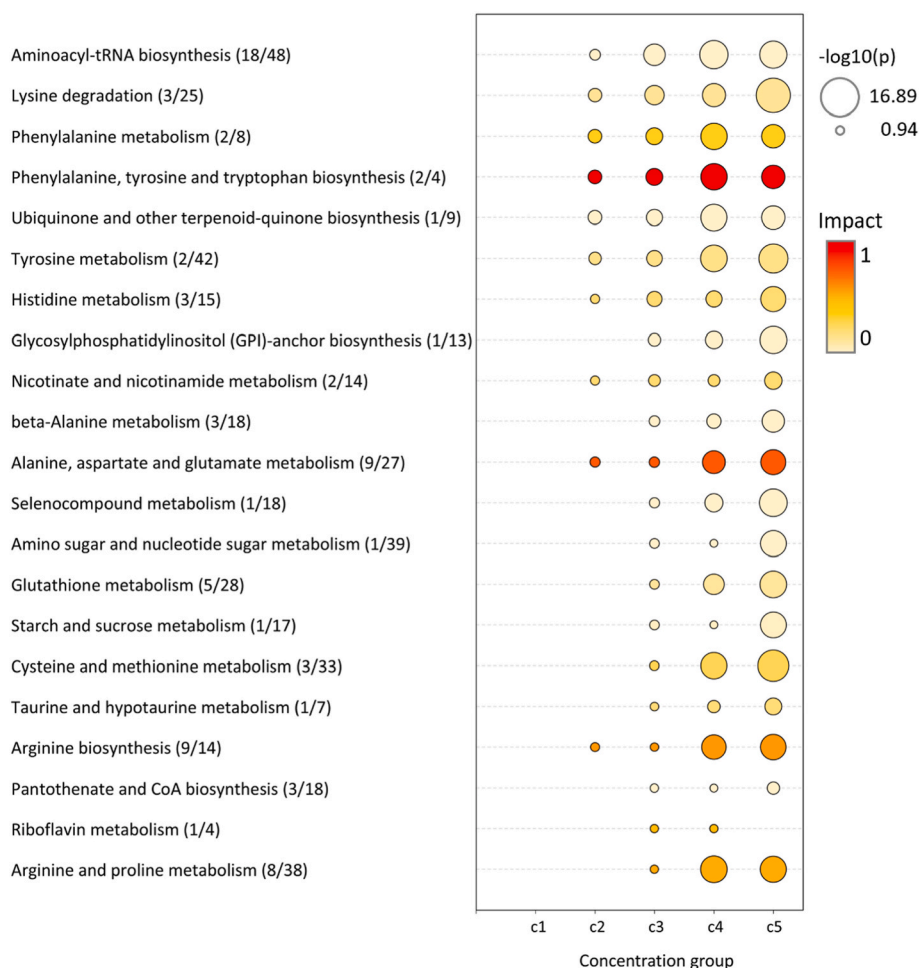 Aminoacyl-tRNA biosynthesis (18/48)
Lysine degradation (3/25)
Phenylalanine metabolism (2/8)
Phenylalanine, tyrosine and tryptophan biosynthesis (2/4)
Ubiquinone and other terpenoid-quinone biosynthesis (1/9)
Tyrosine metabolism (2/42)
Histidine metabolism (3/15)
Glycosylphosphatidylinositol (GPI)-anchor biosynthesis (1/13)
Nicotinate and nicotinamide metabolism (2/14)
beta-Alanine metabolism (3/18)
Alanine, aspartate and glutamate metabolism (9/27)
Selenocompound metabolism (1/18)
Amino sugar and nucleotide sugar metabolism (1/39)
Glutathione metabolism (5/28)
Starch and sucrose metabolism (1/17)
Cysteine and methionine metabolism (3/33)
Taurine and hypotaurine metabolism (1/7)
Arginine biosynthesis (9/14)
Pantothenate and CoA biosynthesis (3/18)
Riboflavin metabolism (1/4)
Arginine and proline metabolism (8/38)
c1 c2 c3 c4 c5
Concentration group
-log10(p)
16.89
0.94
Impact
1
0